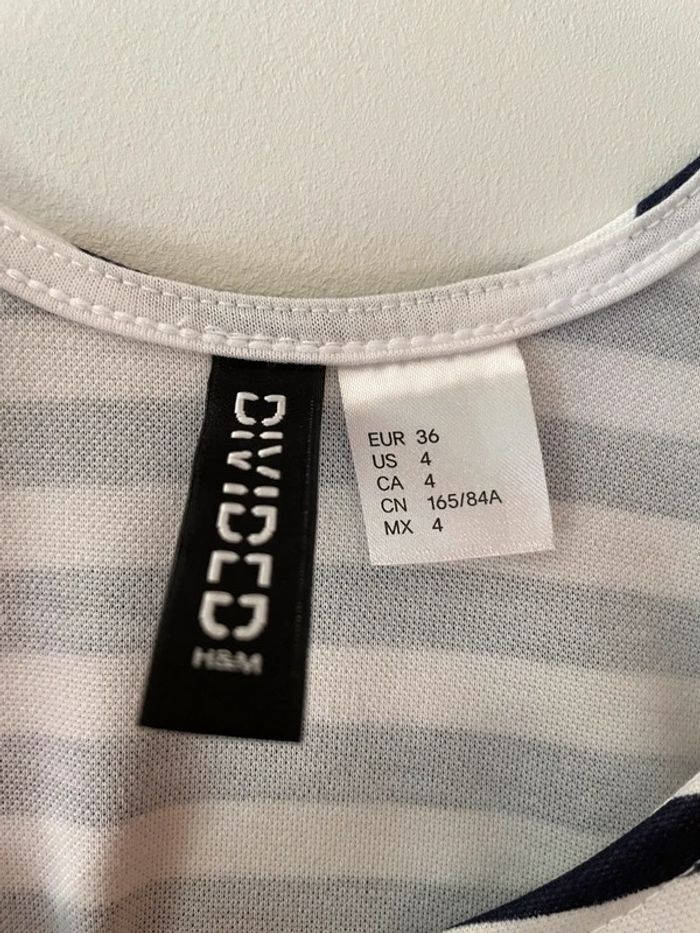 DIVIDED
H&M
EUR 36
US 4
CA 4
CN 165/84A
MX 4